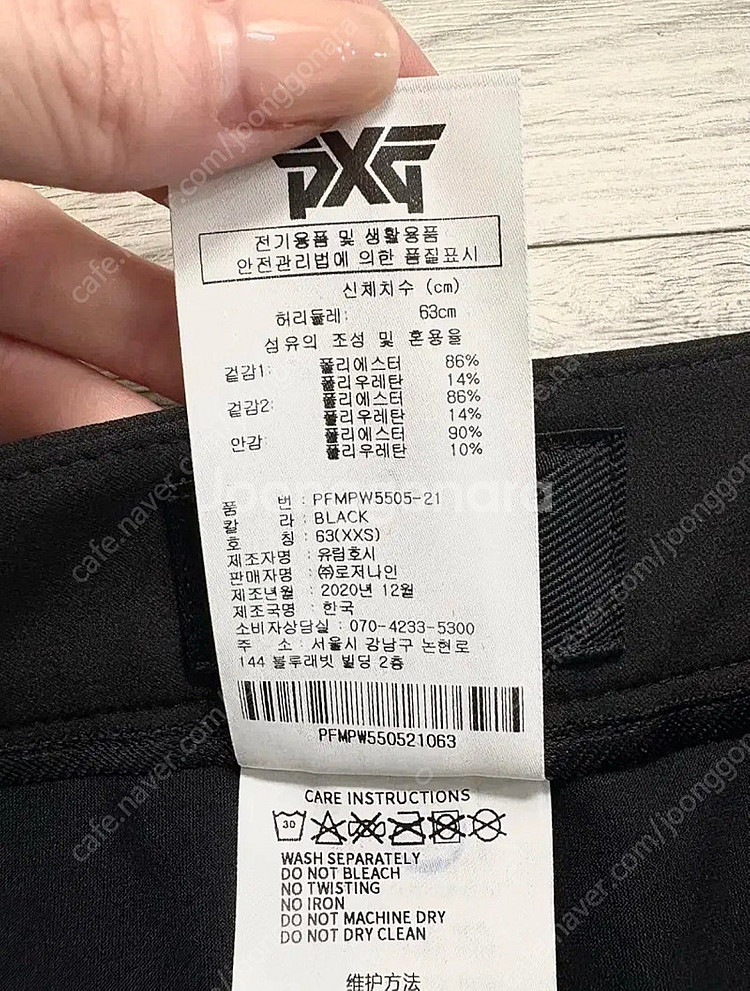 PXG
전기용품 및 생활용품
안전관리법에 의한 품질표시
신체치수 (cm)
허리둘레: 63cm
섬유의 조성 및 혼용율
겉감1: 폴리에스터 86%
폴리우레탄 14%
겉감2: 폴리에스터 86%
폴리우레탄 14%
안감: 폴리에스터 90%
폴리우레탄 10%
품 번 : PFMPW5505-21
칼 라 : BLACK
호 칭 : 63(XXS)
제조자명 : 유림호시
판매자명 : ㈜로저나인
제조년월 : 2020년 12월
제조국명 : 한국
소비자상담실 : 070-4233-5300
주 소 : 서울시 강남구 논현로
144 블루래빗 빌딩 2층
PFMPW550521063
CARE INSTRUCTIONS
30
WASH SEPARATELY
DO NOT BLEACH
NO TWISTING
NO IRON
DO NOT MACHINE DRY
DO NOT DRY CLEAN
维护方法
joonggonara
cafe.naver.com/joonggonara